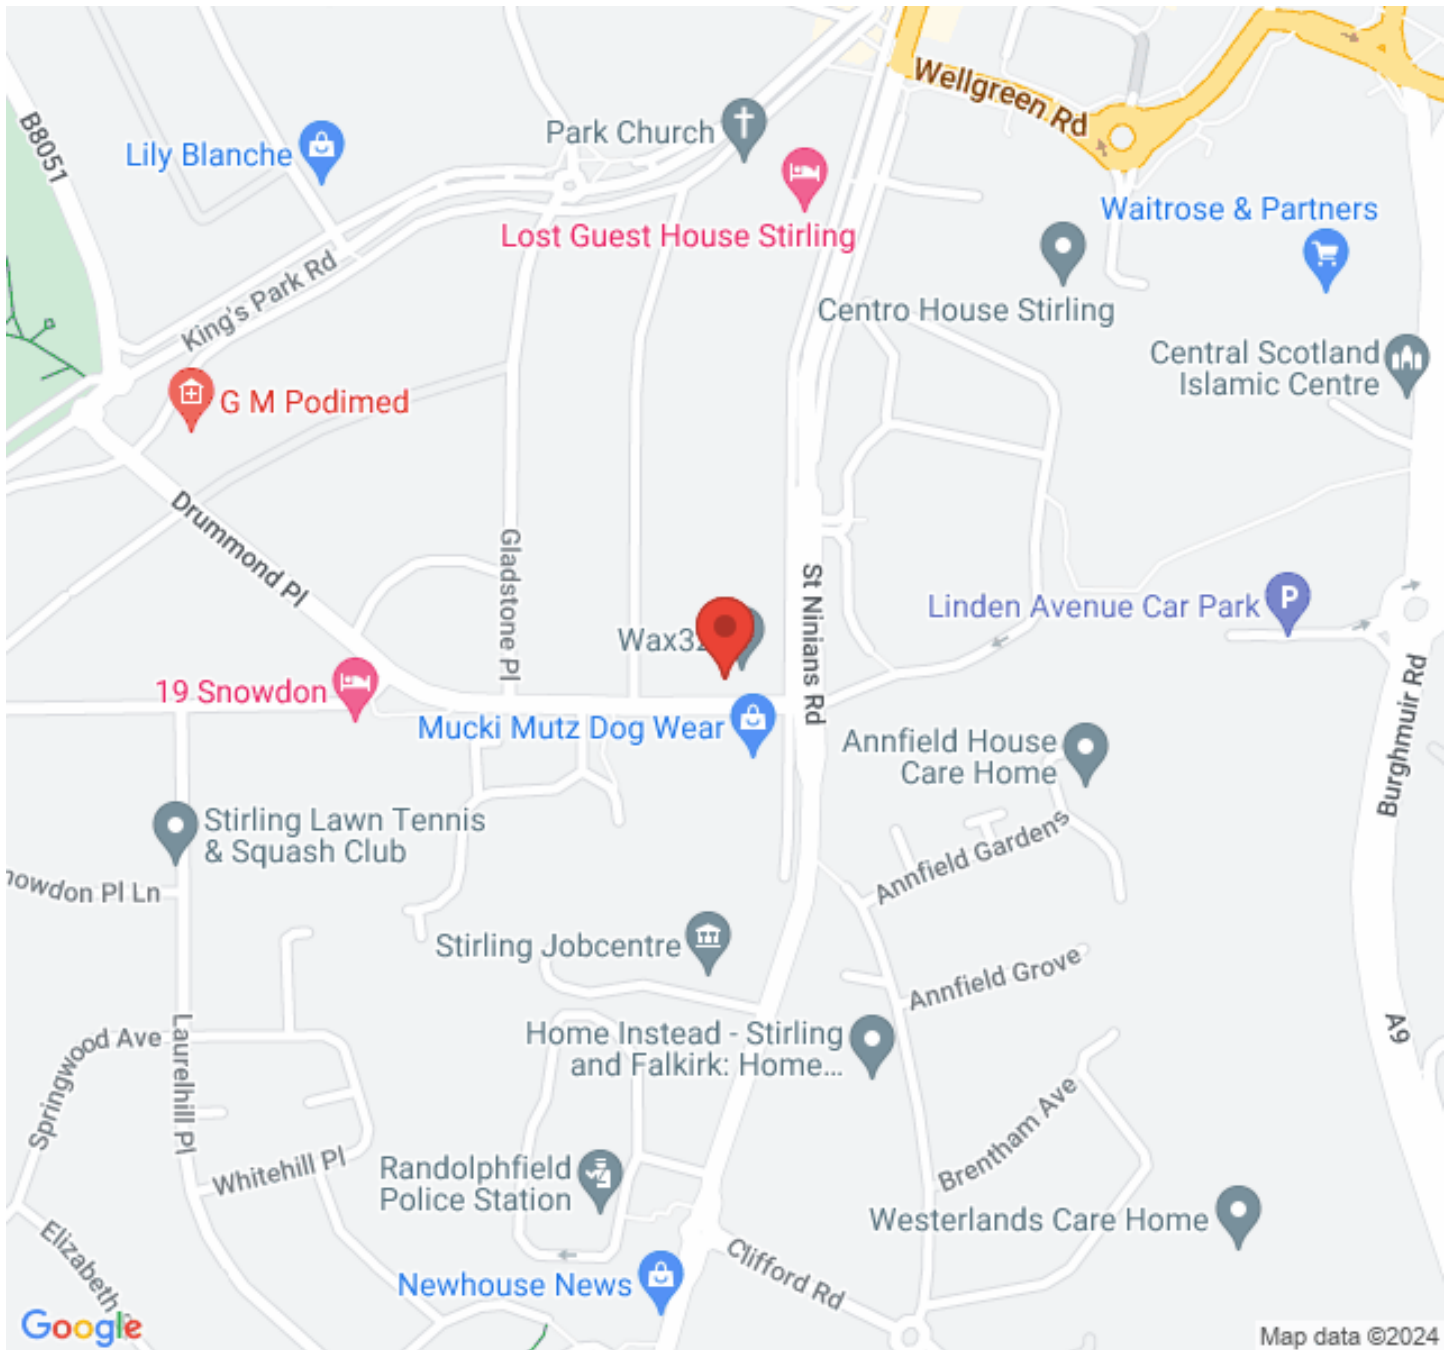 B8051
Lily Blanche
Park Church
Wellgreen Rd
Lost Guest House Stirling
Waitrose & Partners
King's Park Rd
Centro House Stirling
Central Scotland
Islamic Centre
G M Podimed
Drummond Pl
Gladstone Pl
St Ninians Rd
Linden Avenue Car Park
P
19 Snowdon
Mucki Mutz Dog Wear
Annfield House
Care Home
Burghmuir Rd
Stirling Lawn Tennis
& Squash Club
Annfield Gardens
Pl Ln
Stirling Jobcentre
Annfield Grove
Springwood Ave
Laurelhill Pl
Home Instead - Stirling
and Falkirk: Home...
A9
Brentham Ave
Whitehill Pl
Randolphfield
Police Station
Westerlands Care Home
Elizabeth
Clifford Rd
Newhouse News
Google
Map data ©2024